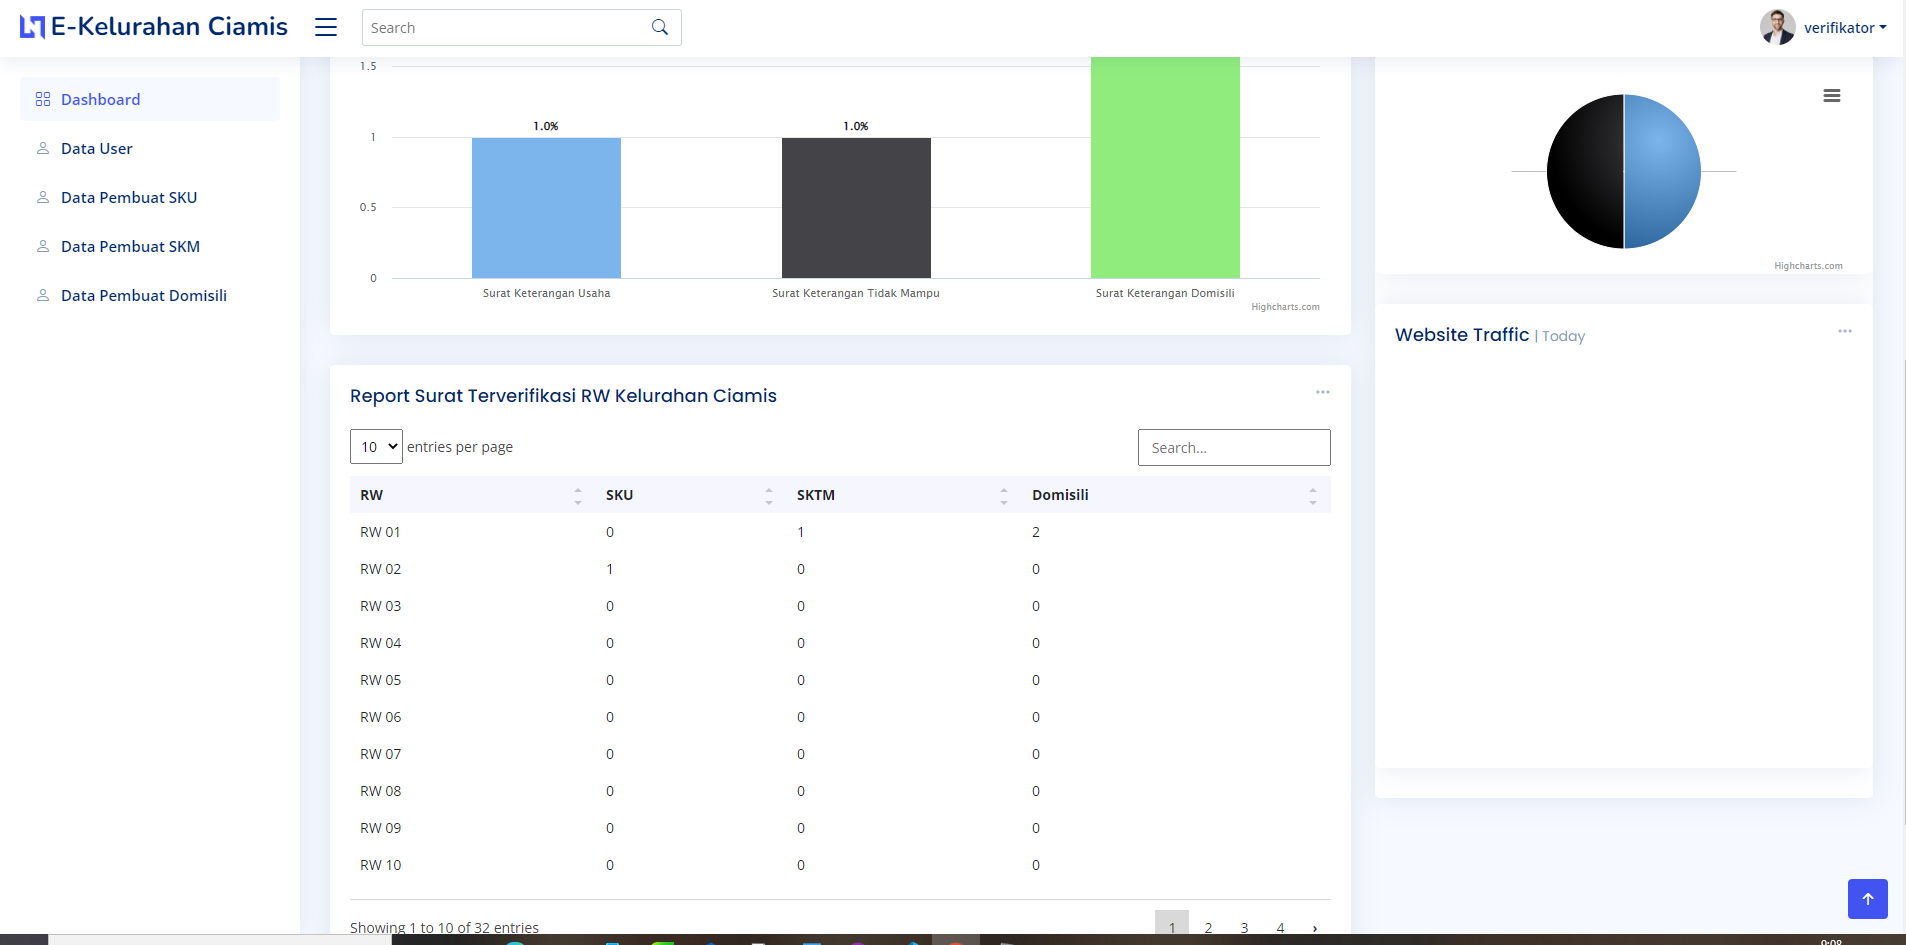 E-Kelurahan Ciamis
Search
verifikator
Dashboard
Data User
Data Pembuat SKU
Data Pembuat SKM
Data Pembuat Domisili
1.5
1
0.5
0
1.0%
1.0%
Surat Keterangan Usaha
Surat Keterangan Tidak Mampu
Surat Keterangan Domisili
Highcharts.com
Highcharts.com
Website Traffic | Today
Report Surat Terverifikasi RW Kelurahan Ciamis
10 entries per page
Search...
RW SKU SKTM Domisili
RW 01 0 1 2
RW 02 1 0 0
RW 03 0 0 0
RW 04 0 0 0
RW 05 0 0 0
RW 06 0 0 0
RW 07 0 0 0
RW 08 0 0 0
RW 09 0 0 0
RW 10 0 0 0
Showing 1 to 10 of 32 entries
1 2 3 4 ›